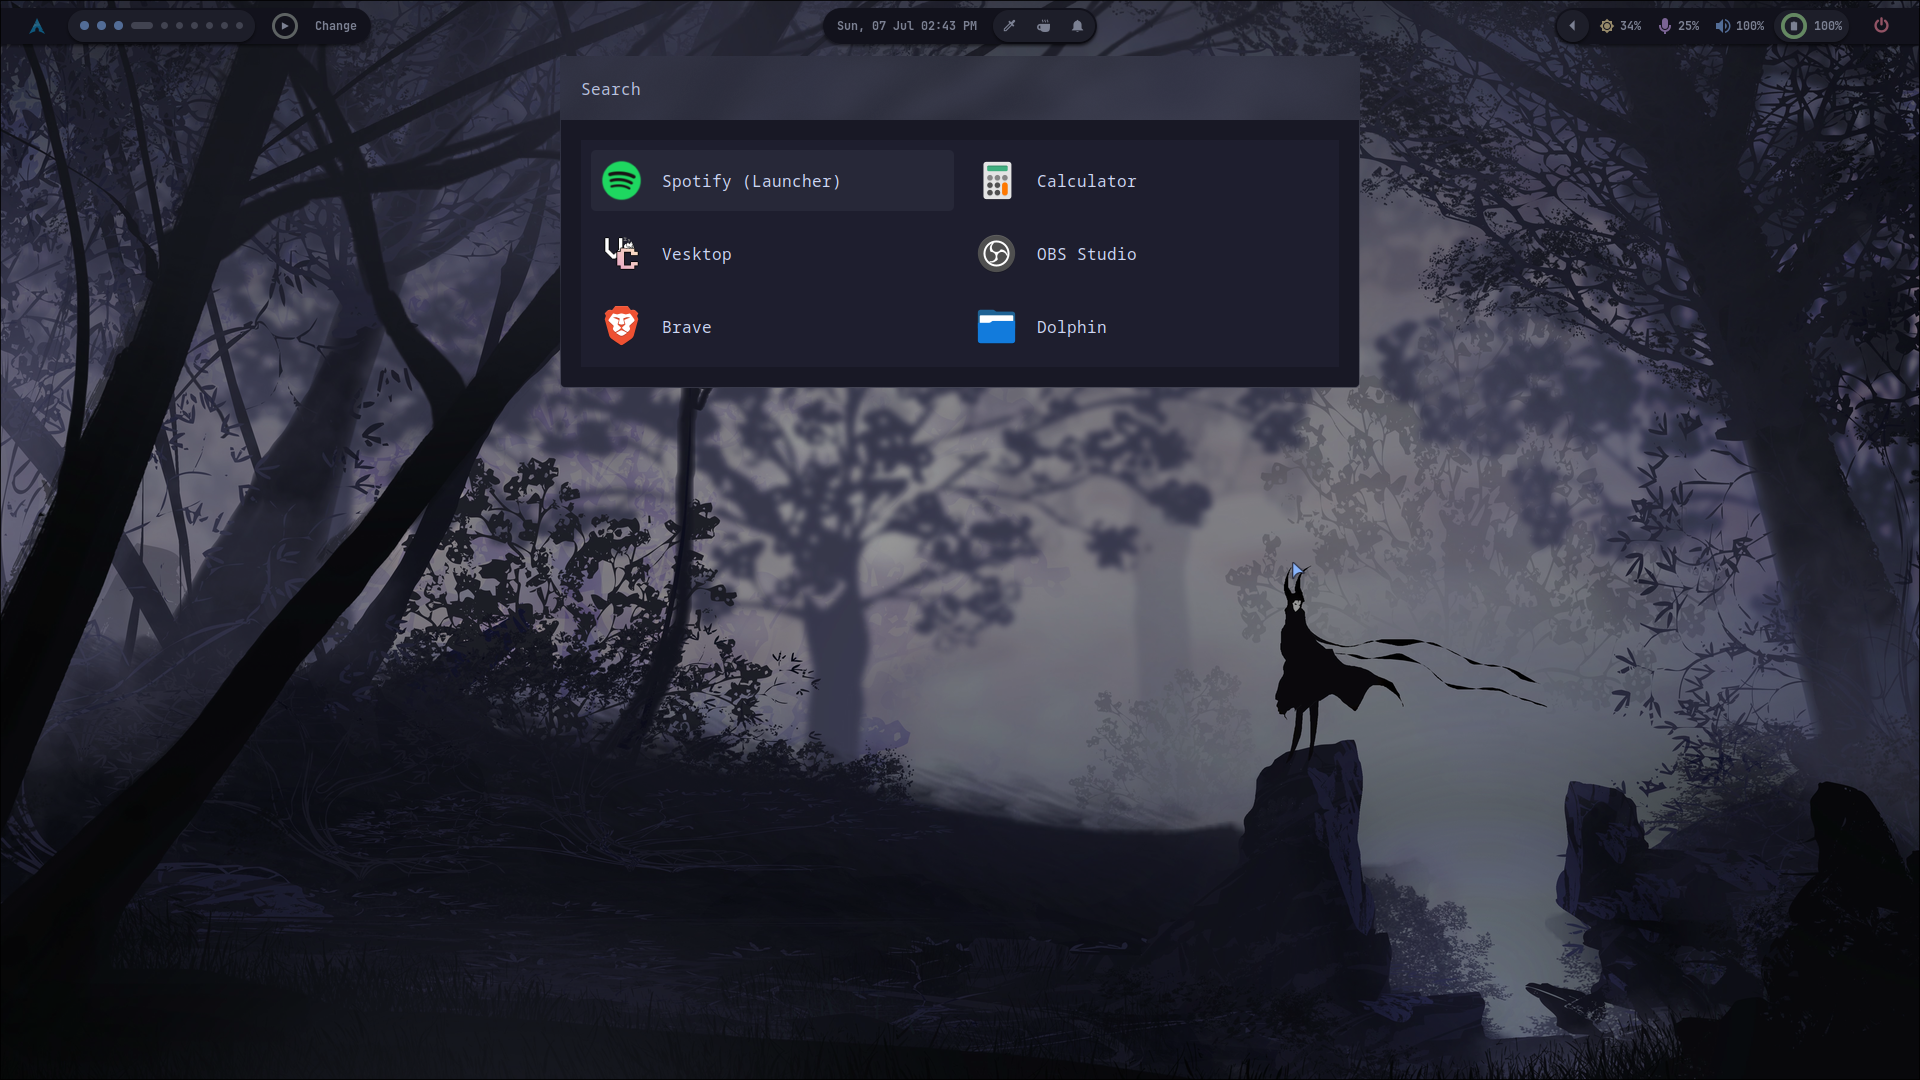 Change
Sun, 07 Jul 02:43 PM
34%
25%
100%
100%
Search
Spotify (Launcher)
Calculator
Vesktop
OBS Studio
Brave
Dolphin